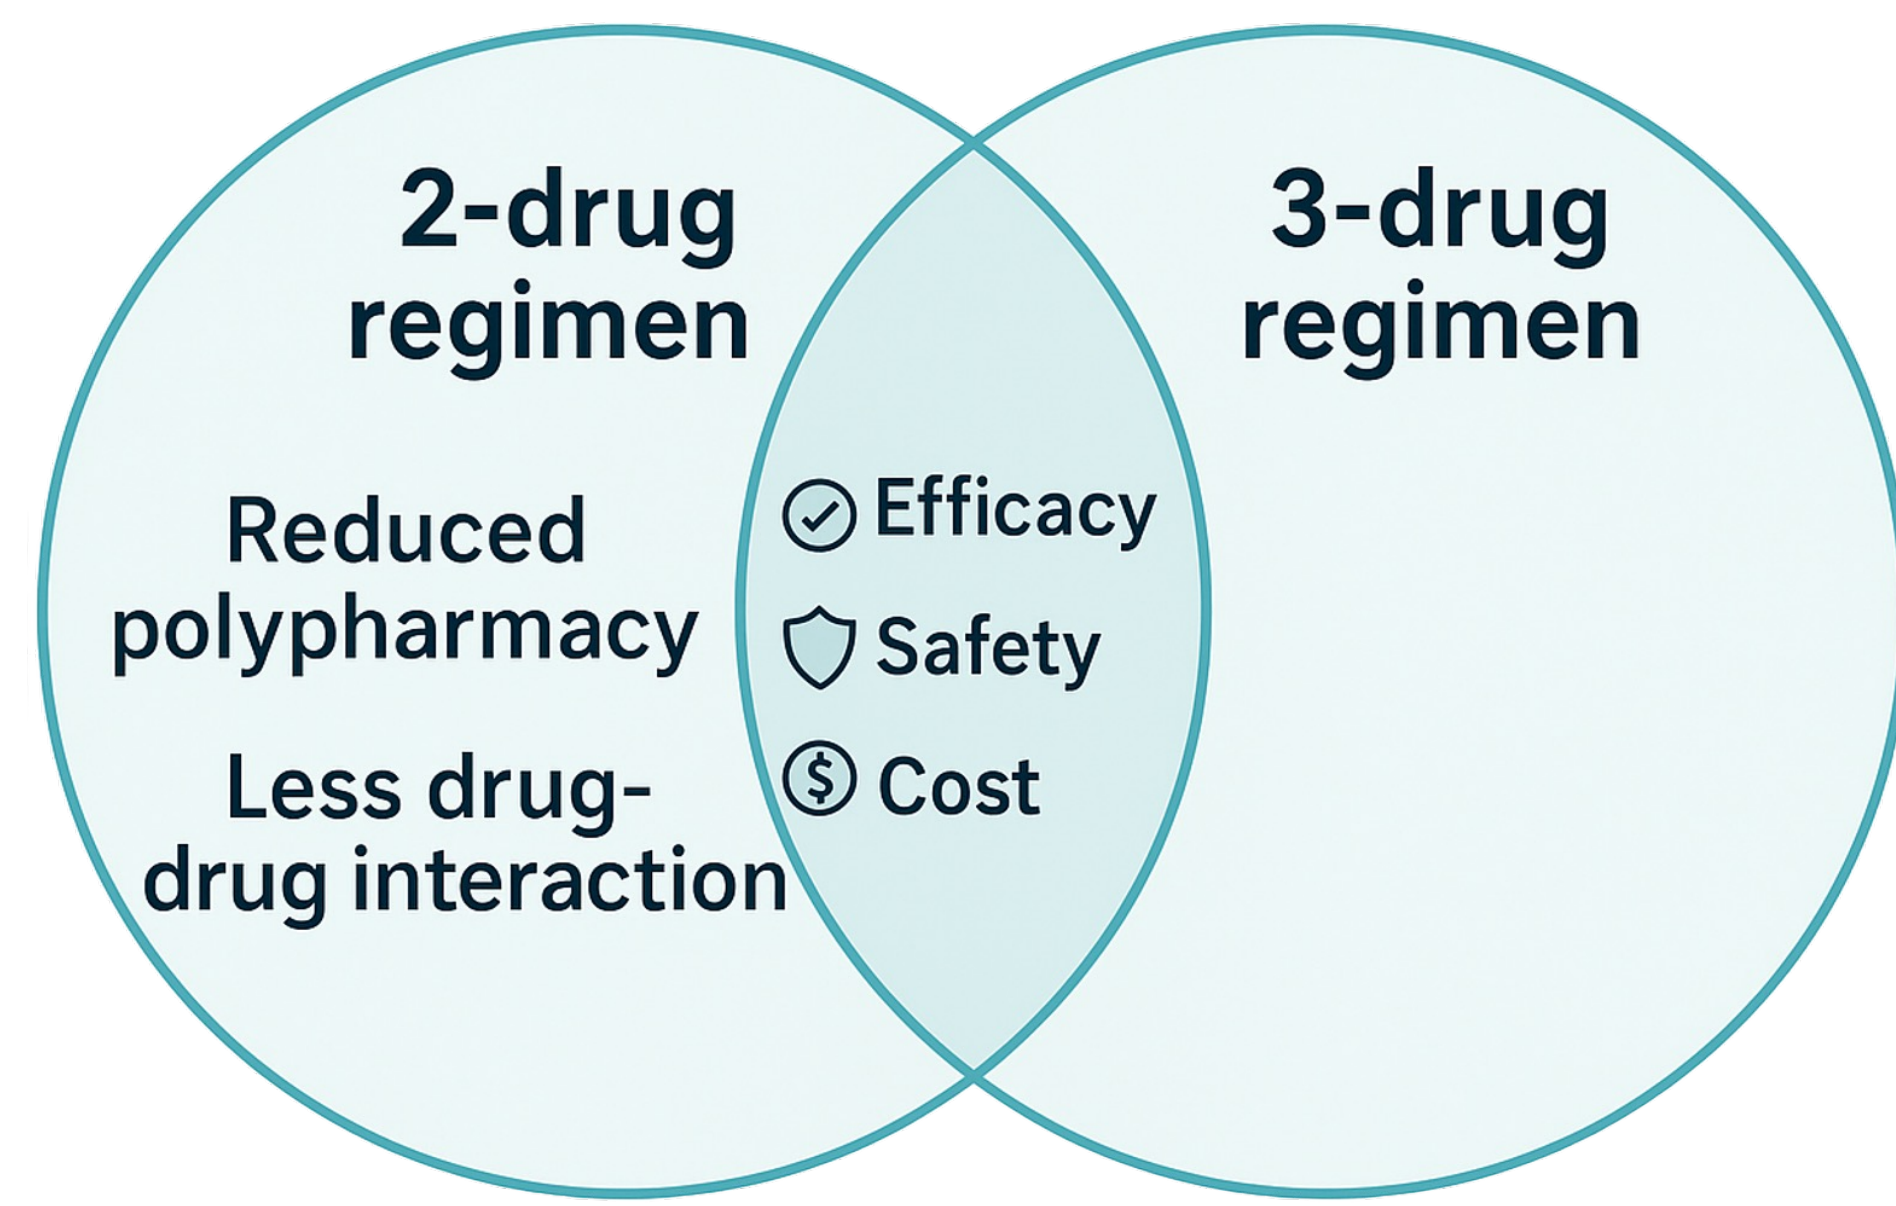 2-drug
regimen
Reduced
polypharmacy
Less drug-
drug interaction
Efficacy
Safety
$ Cost
3-drug
regimen